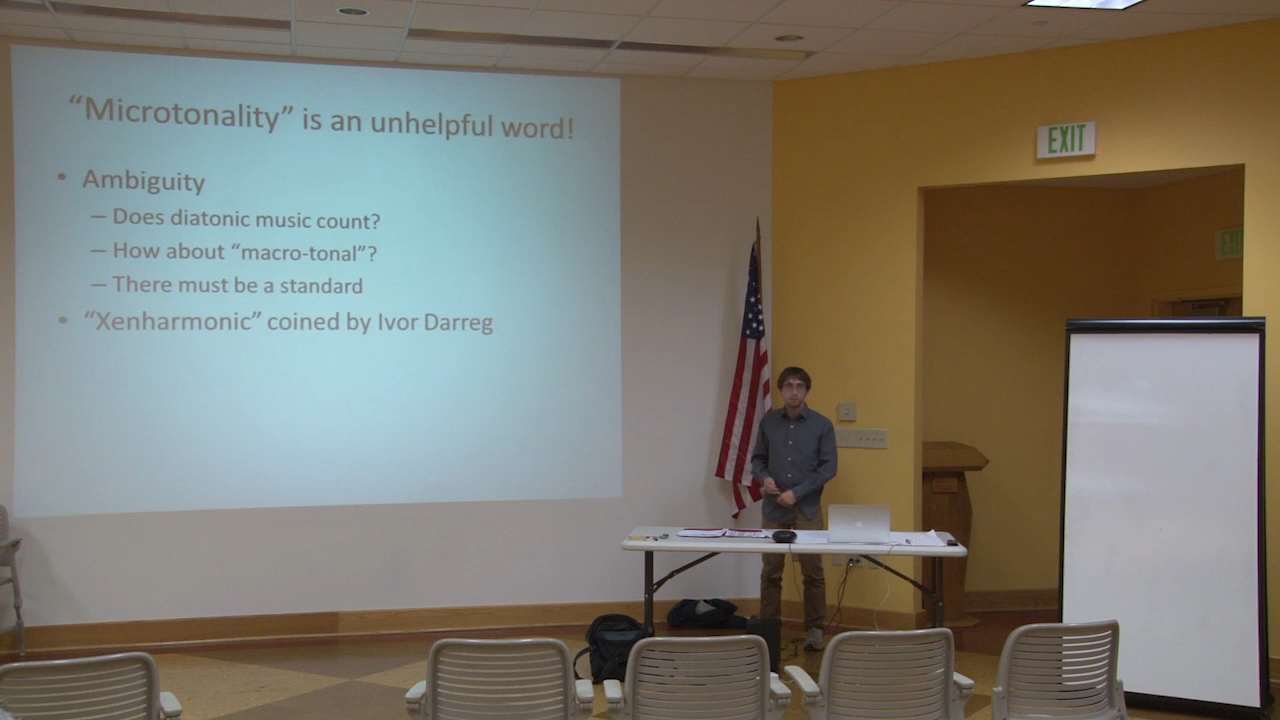 “Microtonality” is an unhelpful word!
• Ambiguity
– Does diatonic music count?
– How about “macro-tonal”?
– There must be a standard
• “Xenharmonic” coined by Ivor Darreg
EXIT
EXIT